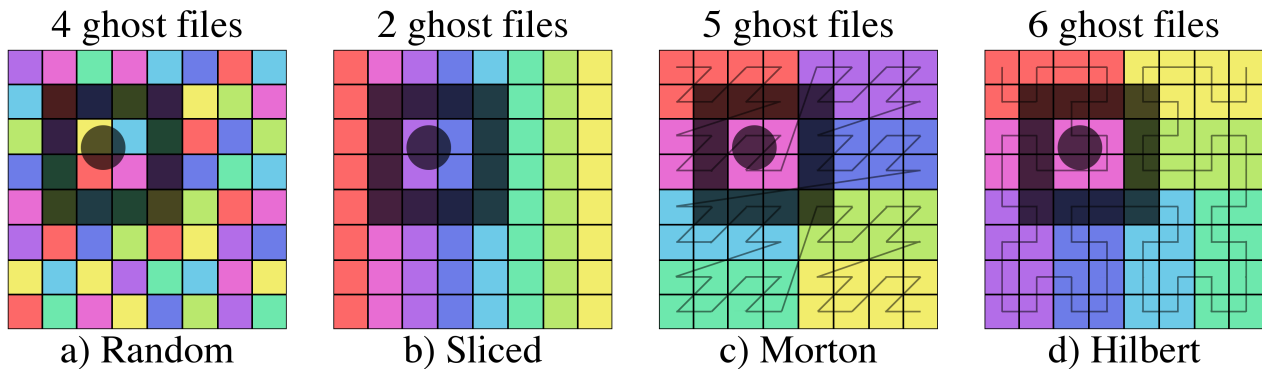 4 ghost files
2 ghost files
5 ghost files
6 ghost files
a) Random
b) Sliced
c) Morton
d) Hilbert